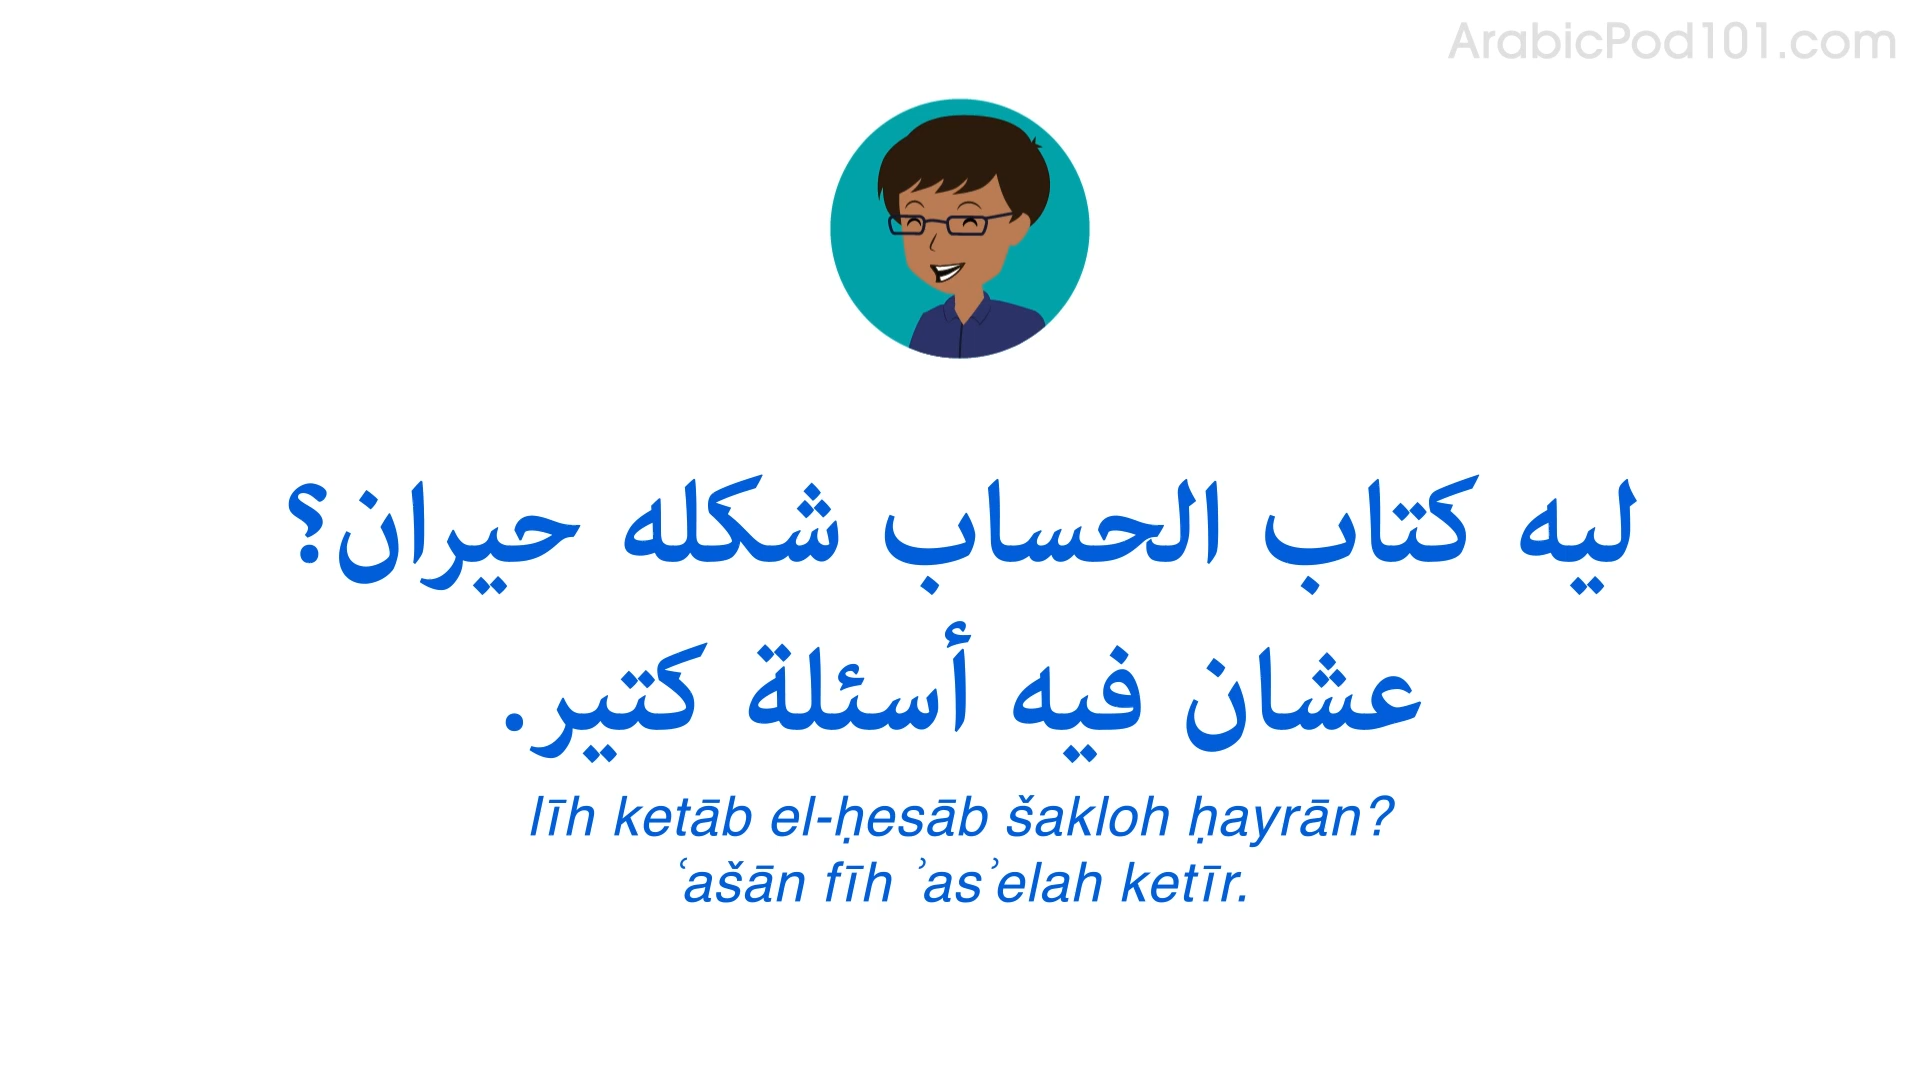 ArabicPod101.com
ليه كتاب الحساب شكله حيران؟
عشان فيه أسئلة كتير.
līh ketāb el-ḥesāb šakloh ḥayrān?
ʿašān fīh ʾasʾelah ketīr.